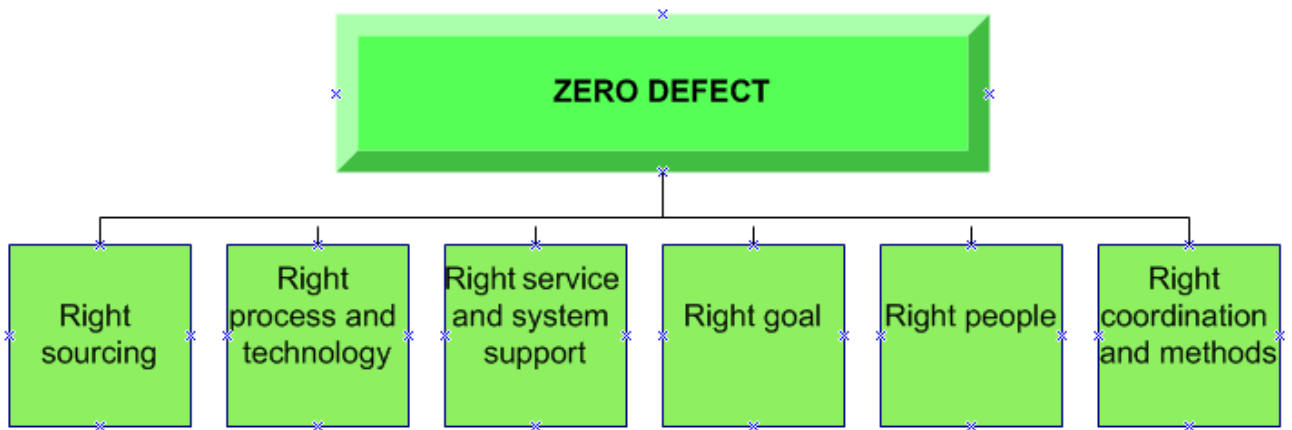 ZERO DEFECT
Right
sourcing
Right
process and
technology
Right service
and system
support
Right goal
Right people
Right
coordination
and methods